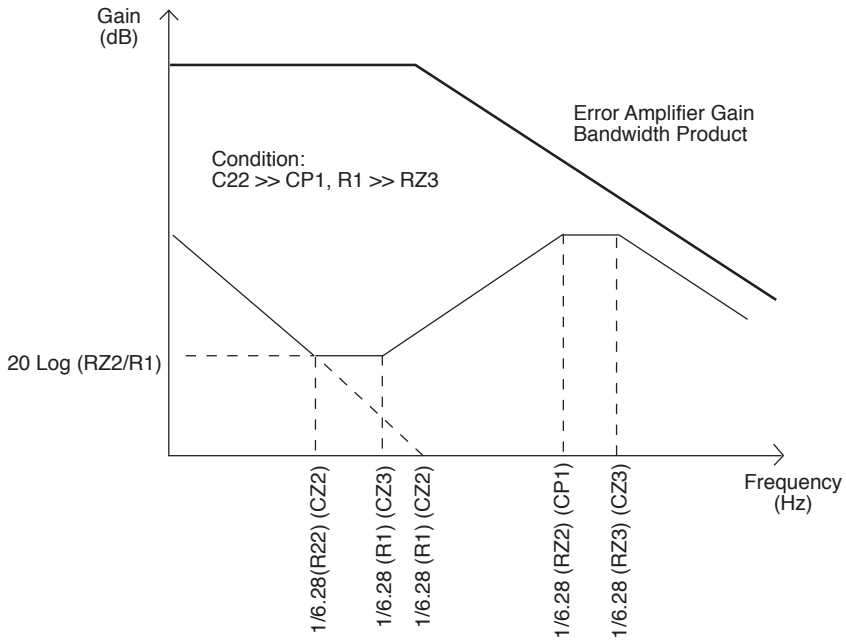 Gain
(dB)
Error Amplifier Gain
Bandwidth Product
Condition:
C22 >> CP1, R1 >> RZ3
20 Log (RZ2/R1)
Frequency
(Hz)
1/6.28(R22) (CZ2)
1/6.28 (R1) (CZ3)
1/6.28 (R1) (CZ2)
1/6.28 (RZ2) (CP1)
1/6.28 (RZ3) (CZ3)